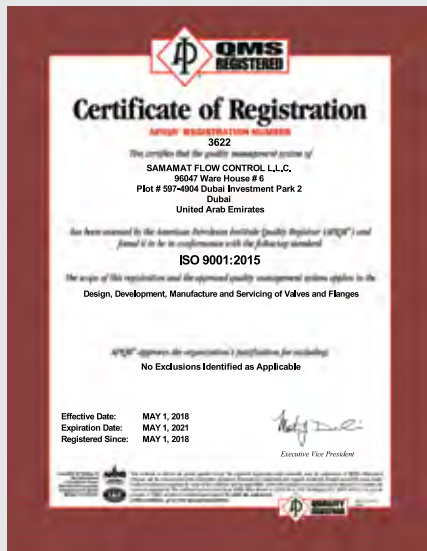 QMS
REGISTERED
Certificate of Registration
APIQR® REGISTRATION NUMBER
3622
This certifies that the quality management system of
SAMAMAT FLOW CONTROL L.L.C.
96047 Ware House # 6
Plot # 597-4904 Dubai Investment Park 2
Dubai
United Arab Emirates
has been assessed by the American Petroleum Institute Quality Registrar (APIQR®) and
found it to be in conformance with the following standard:
ISO 9001:2015
The scope of this registration and the approved quality management system applies to the
Design, Development, Manufacture and Servicing of Valves and Flanges
APIQR® approves the organization's justification for excluding:
No Exclusions Identified as Applicable
Effective Date: MAY 1, 2018
Expiration Date: MAY 1, 2021
Registered Since: MAY 1, 2018
Executive Vice President
QUALITY